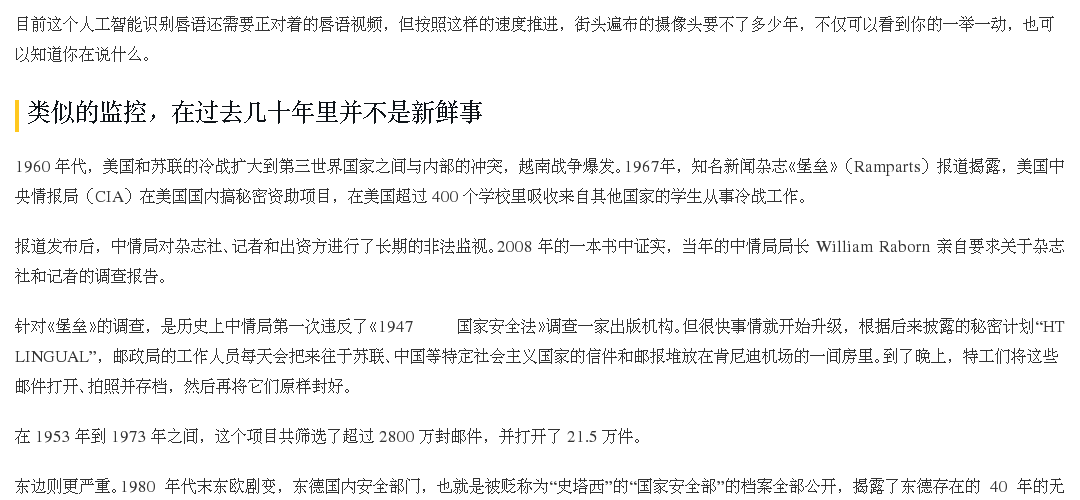 目前这个人工智能识别唇语还需要正对着的唇语视频，但按照这样的速度推进，街头遍布的摄像头要不了多少年，不仅可以看到你的一举一动，也可
以知道你在说什么。
类似的监控，在过去几十年里并不是新鲜事
1960 年代，美国和苏联的冷战扩大到第三世界国家之间与内部的冲突，越南战争爆发。1967年，知名新闻杂志《堡垒》（Ramparts）报道揭露，美国中
央情报局（CIA）在美国国内搞秘密资助项目，在美国超过 400 个学校里吸收来自其他国家的学生从事冷战工作。
报道发布后，中情局对杂志社、记者和出资方进行了长期的非法监视。2008 年的一本书中证实，当年的中情局局长 William Raborn 亲自要求关于杂志
社和记者的调查报告。
针对《堡垒》的调查，是历史上中情局第一次违反了《1947 国家安全法》调查一家出版机构。但很快事情就开始升级，根据后来披露的秘密计划“HT
LINGUAL”，邮政局的工作人员每天会把来往于苏联、中国等特定社会主义国家的信件和邮报堆放在肯尼迪机场的一间房里。到了晚上，特工们将这些
邮件打开、拍照并存档，然后再将它们原样封好。
在 1953 年到 1973 年之间，这个项目共筛选了超过 2800 万封邮件，并打开了 21.5 万件。
东边则更严重。1980 年代末东欧剧变，东德国内安全部门，也就是被贬称为“史塔西”的“国家安全部”的档案全部公开，揭露了东德存在的 40 年的无